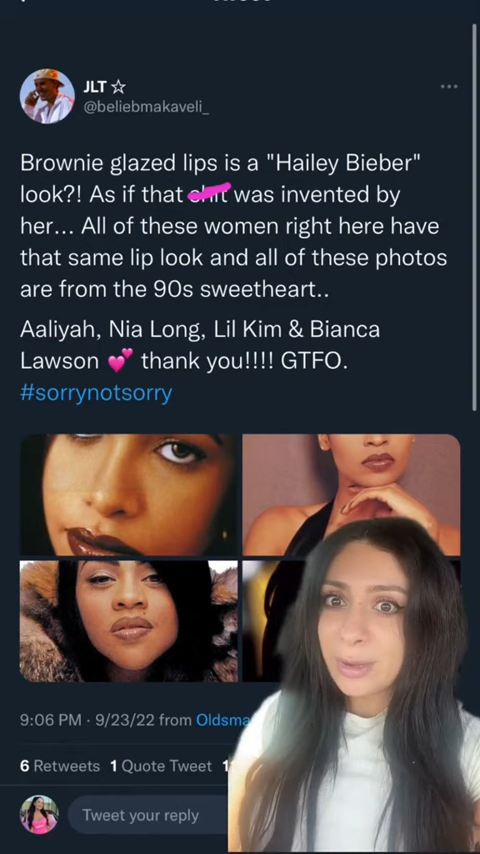 JLT ☆
@beliebmakaveli_
Brownie glazed lips is a "Hailey Bieber"
look?! As if that shit was invented by
her... All of these women right here have
that same lip look and all of these photos
are from the 90s sweetheart..
Aaliyah, Nia Long, Lil Kim & Bianca
Lawson 💕 thank you!!!! GTFO.
#sorrynotsorry
9:06 PM · 9/23/22 from Oldsma
6 Retweets 1 Quote Tweet
Tweet your reply